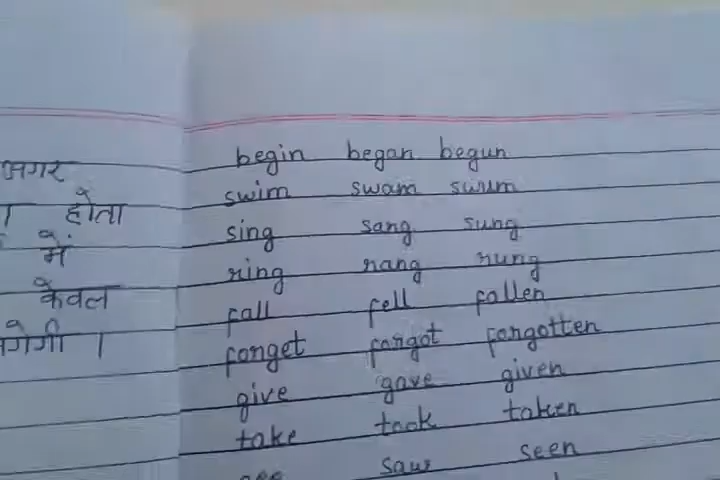 अगर
होता
में
केवल
begin began begun
swim swam swum
sing sang sung
ring rang rung
fall fell fallen
forget forgot forgotten
give gave given
take took taken
see saw seen